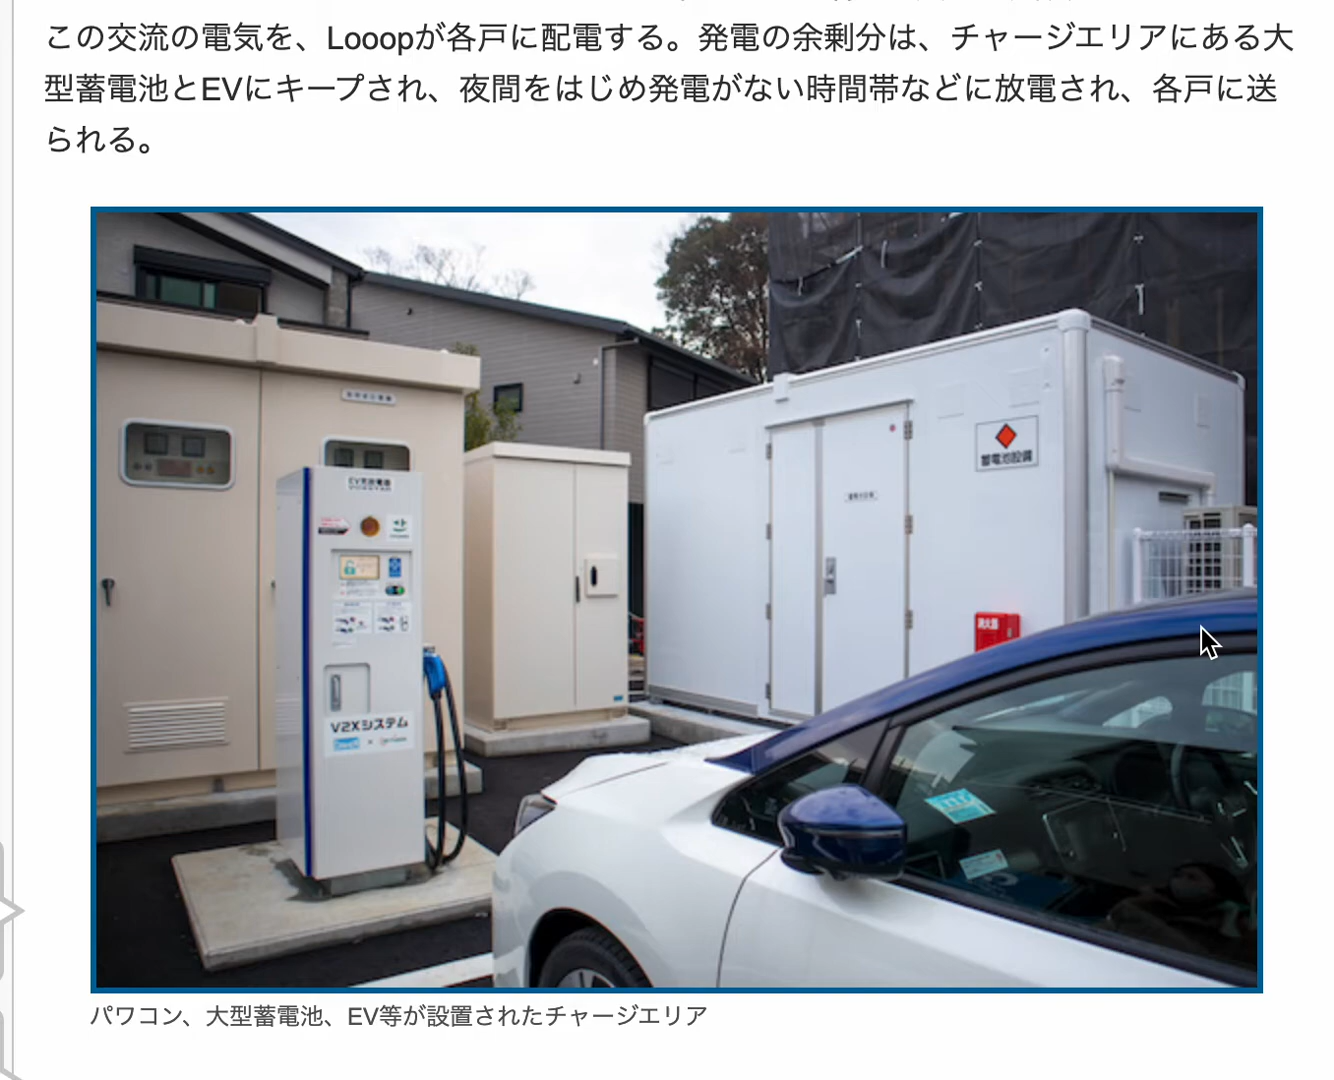 この交流の電気を、Looopが各戸に配電する。発電の余剰分は、チャージエリアにある大
型蓄電池とEVにキープされ、夜間をはじめ発電がない時間帯などに放電され、各戸に送
られる。
蓄電池設備
消火器
V2Xシステム
パワコン、大型蓄電池、EV等が設置されたチャージエリア